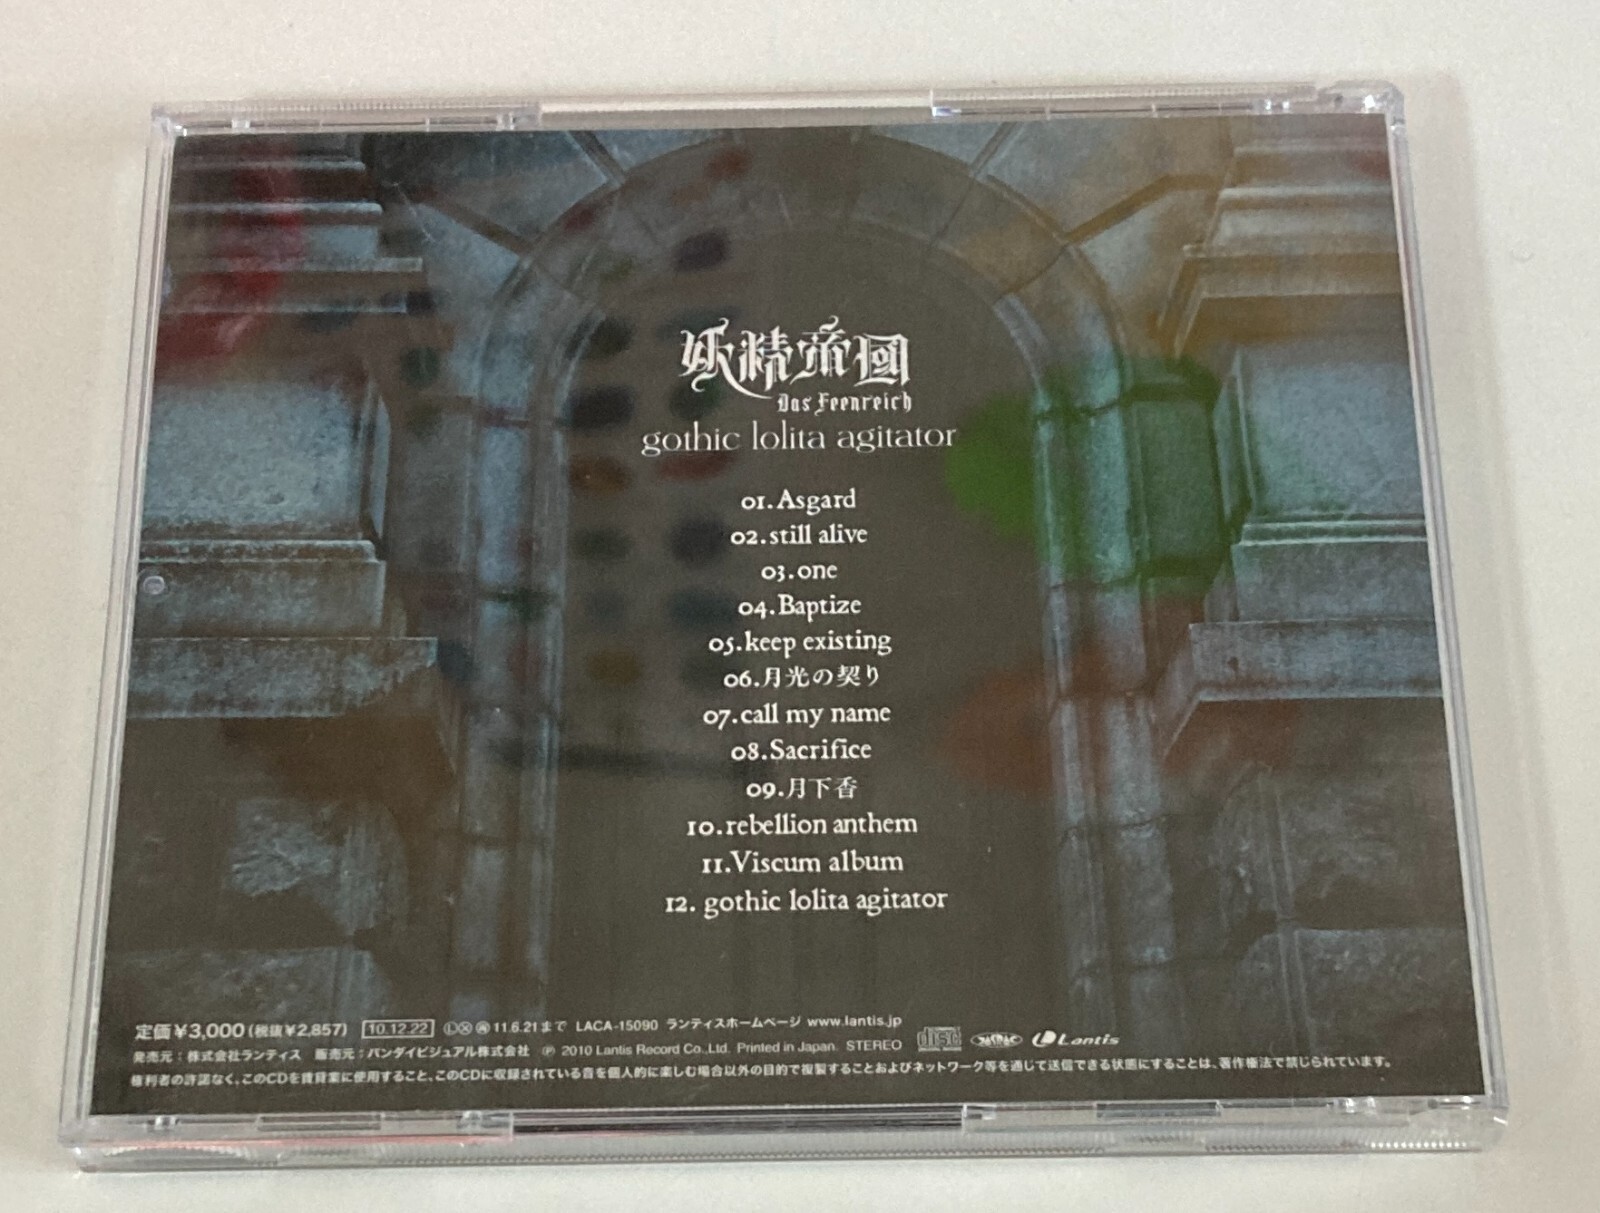 妖精帝國
Das Feenreich
gothic lolita agitator
01.Asgard
02.still alive
03.one
04.Baptize
05.keep existing
06.月光の契り
07.call my name
08.Sacrifice
09.月下香
10.rebellion anthem
11.Viscum album
12. gothic lolita agitator
定価¥3,000(税抜¥2,857) 10.12.22 Ⓛ Ⓧ 再 11.6.21まで LACA-15090 ランティスホームページ www.lantis.jp
発売元:株式会社ランティス 販売元:バンダイビジュアル株式会社 Ⓟ 2010 Lantis Record Co.,Ltd. Printed in Japan. STEREO disc JASRAC Lantis
権利者の許諾なく、このCDを賃貸業に使用すること、このCDに収録されている音を個人的に楽しむ場合以外の目的で複製することおよびネットワーク等を通じて送信できる状態にすることは、著作権法で禁じられています。